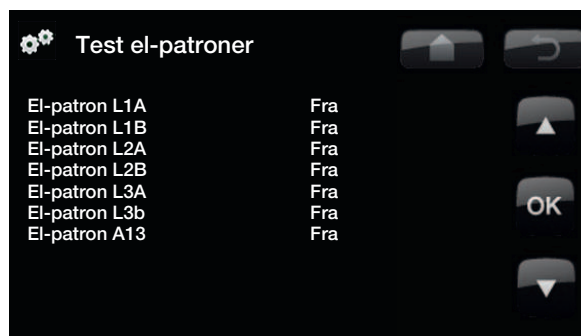 Test el-patroner
El-patron L1A Fra
El-patron L1B Fra
El-patron L2A Fra
El-patron L2B Fra
El-patron L3A Fra
El-patron L3b Fra
El-patron A13 Fra
OK